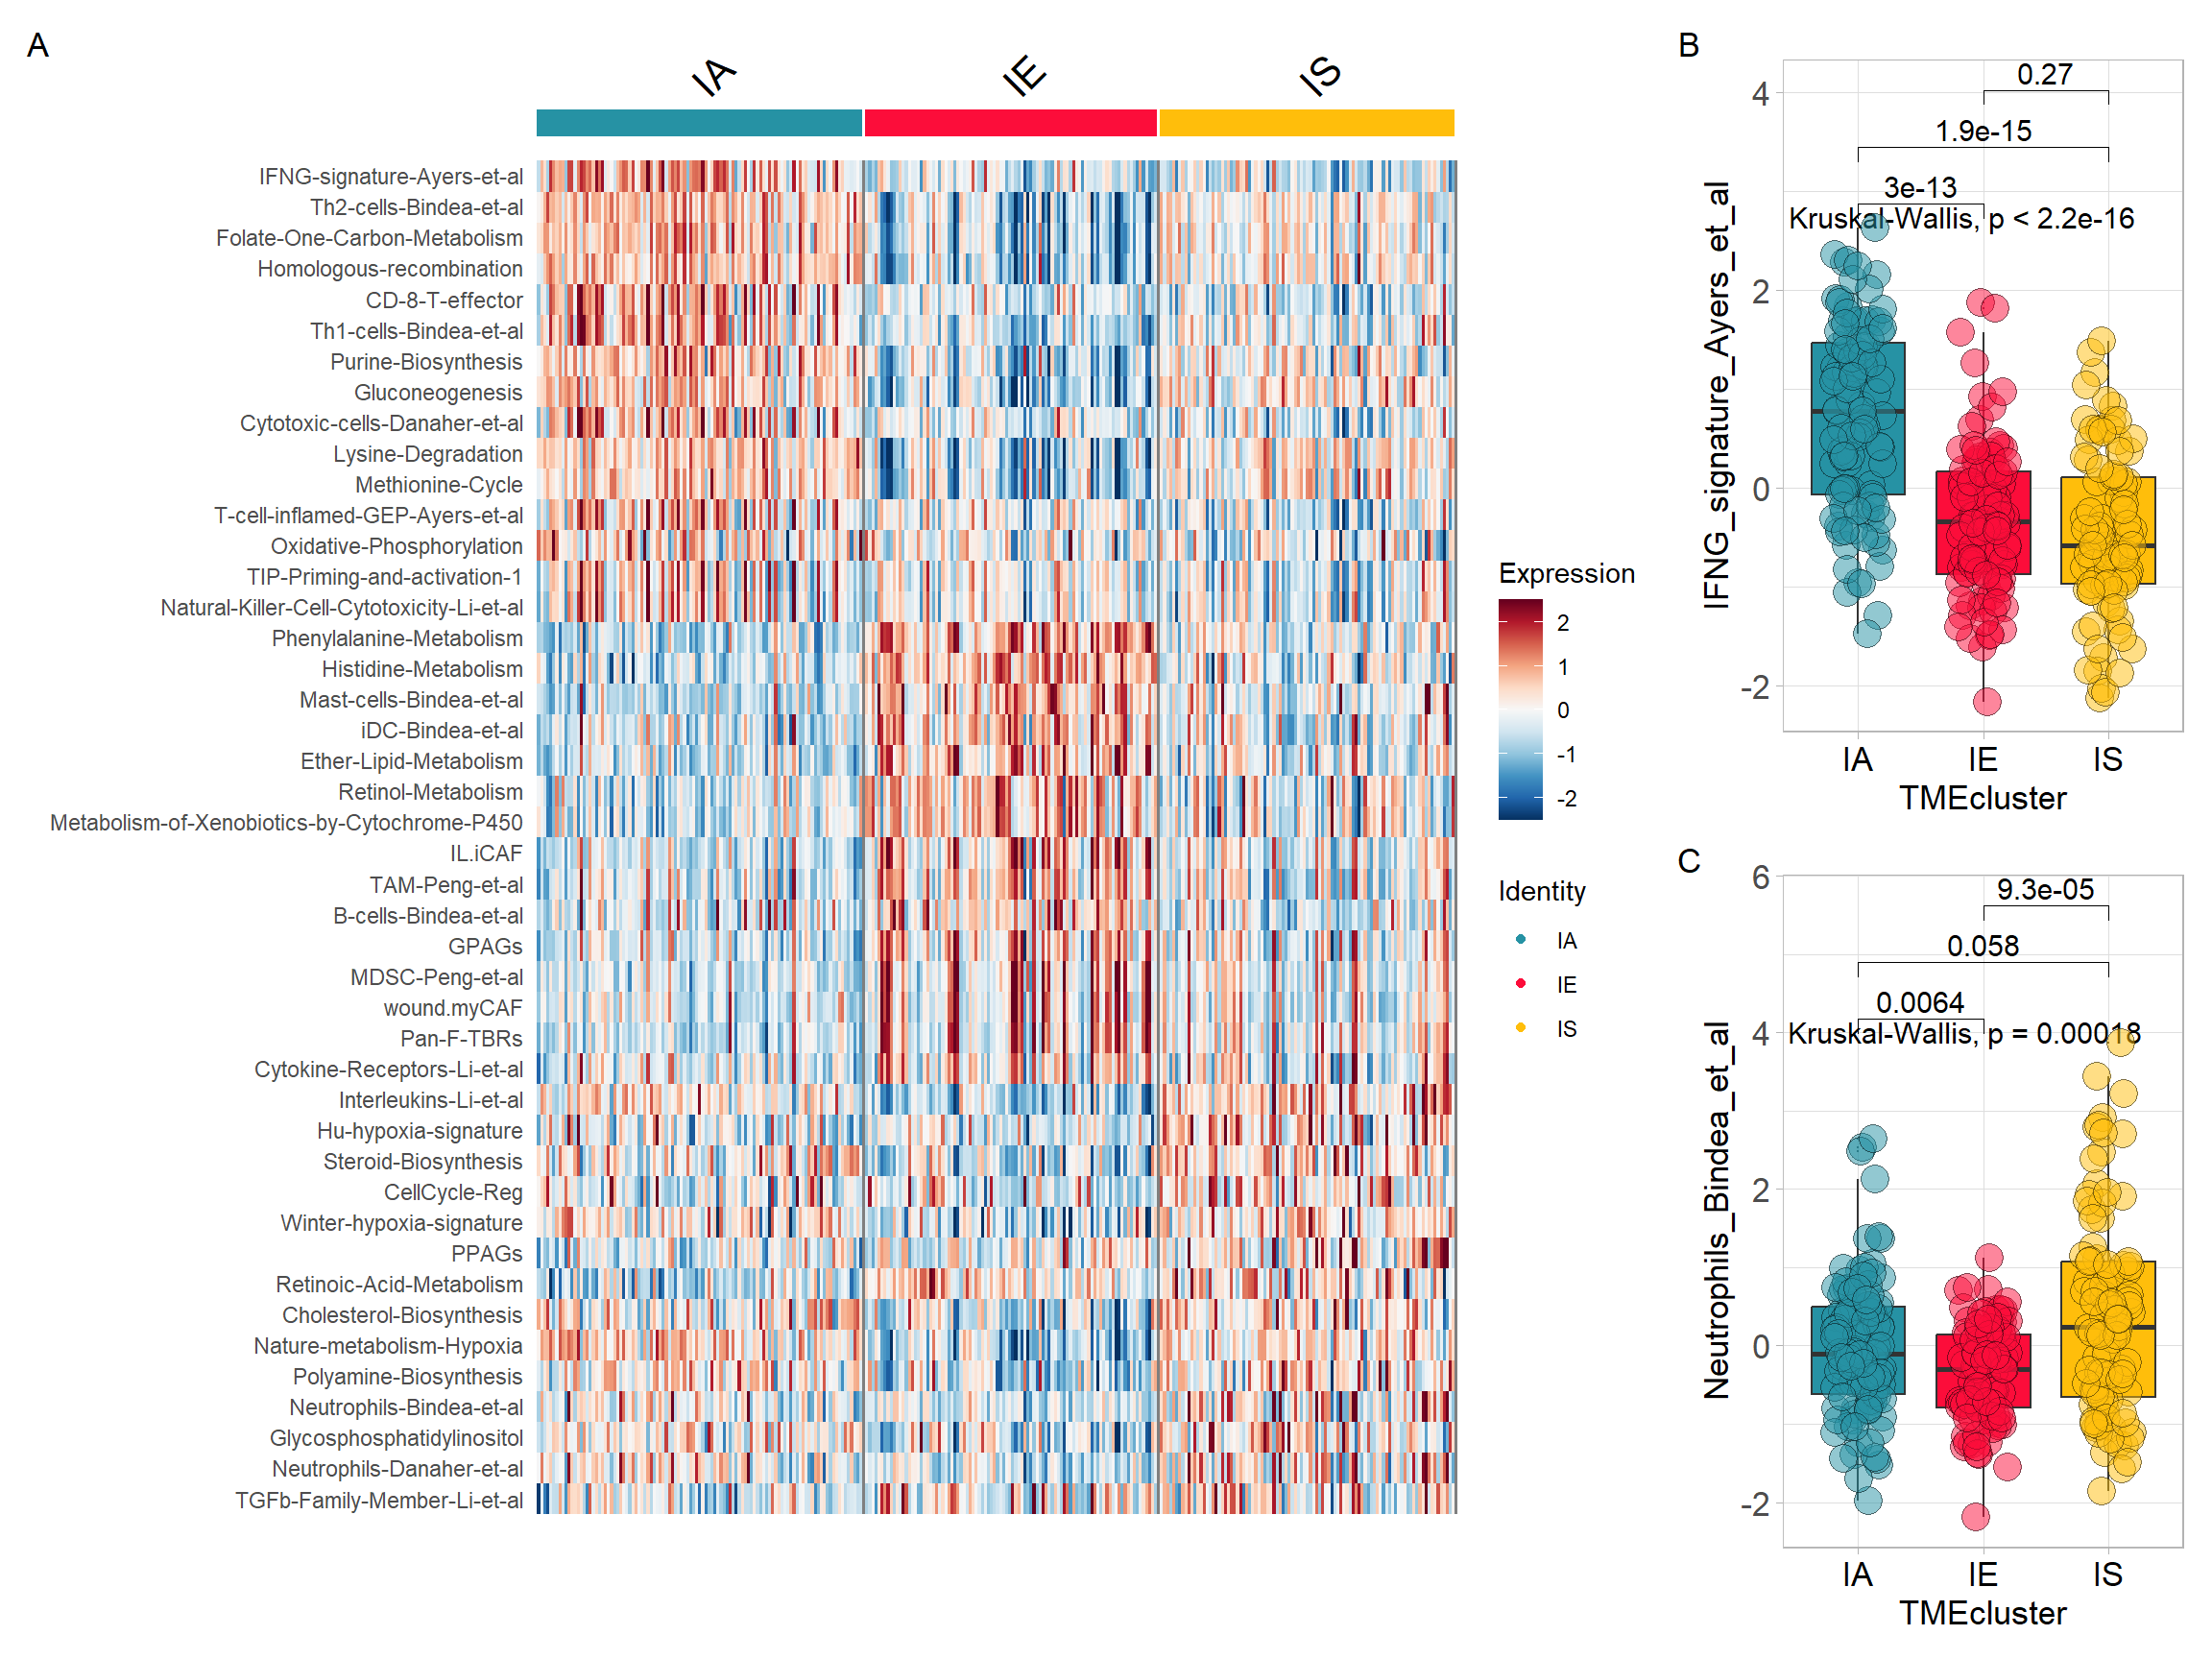 A
IA
IE
IS
IFNG-signature-Ayers-et-al
Th2-cells-Bindea-et-al
Folate-One-Carbon-Metabolism
Homologous-recombination
CD-8-T-effector
Th1-cells-Bindea-et-al
Purine-Biosynthesis
Gluconeogenesis
Cytotoxic-cells-Danaher-et-al
Lysine-Degradation
Methionine-Cycle
T-cell-inflamed-GEP-Ayers-et-al
Oxidative-Phosphorylation
TIP-Priming-and-activation-1
Natural-Killer-Cell-Cytotoxicity-Li-et-al
Phenylalanine-Metabolism
Histidine-Metabolism
Mast-cells-Bindea-et-al
iDC-Bindea-et-al
Ether-Lipid-Metabolism
Retinol-Metabolism
Metabolism-of-Xenobiotics-by-Cytochrome-P450
IL.iCAF
TAM-Peng-et-al
B-cells-Bindea-et-al
GPAGs
MDSC-Peng-et-al
wound.myCAF
Pan-F-TBRs
Cytokine-Receptors-Li-et-al
Interleukins-Li-et-al
Hu-hypoxia-signature
Steroid-Biosynthesis
CellCycle-Reg
Winter-hypoxia-signature
PPAGs
Retinoic-Acid-Metabolism
Cholesterol-Biosynthesis
Nature-metabolism-Hypoxia
Polyamine-Biosynthesis
Neutrophils-Bindea-et-al
Glycosphosphatidylinositol
Neutrophils-Danaher-et-al
TGFb-Family-Member-Li-et-al
Expression
2
1
0
-1
-2
Identity
IA
IE
IS
B
IFNG_signature_Ayers_et_al
4
2
0
-2
0.27
1.9e-15
3e-13
Kruskal-Wallis, p < 2.2e-16
IA
IE
IS
TMEcluster
C
Neutrophils_Bindea_et_al
6
4
2
0
-2
9.3e-05
0.058
0.0064
Kruskal-Wallis, p = 0.00018
IA
IE
IS
TMEcluster